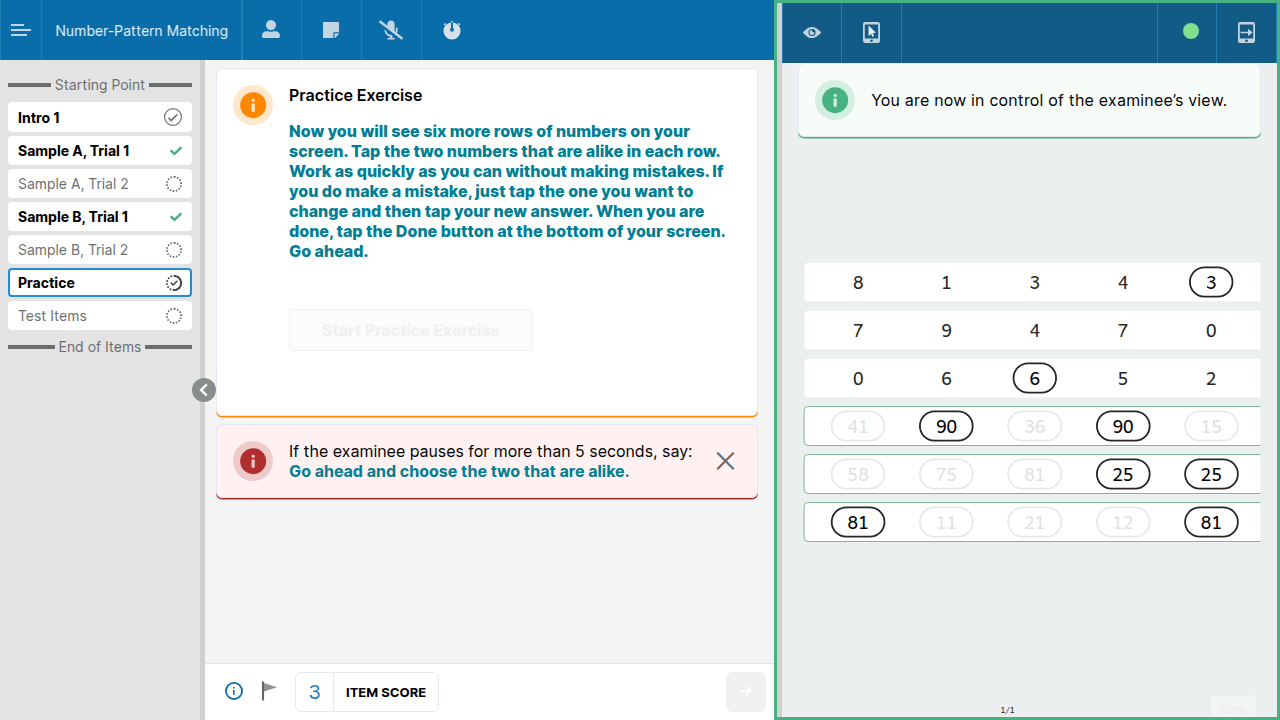 Number-Pattern Matching
Starting Point
Intro 1
Sample A, Trial 1
Sample A, Trial 2
Sample B, Trial 1
Sample B, Trial 2
Practice
Test Items
End of Items
Practice Exercise
Now you will see six more rows of numbers on your
screen. Tap the two numbers that are alike in each row.
Work as quickly as you can without making mistakes. If
you do make a mistake, just tap the one you want to
change and then tap your new answer. When you are
done, tap the Done button at the bottom of your screen.
Go ahead.
Start Practice Exercise
If the examinee pauses for more than 5 seconds, say:
Go ahead and choose the two that are alike.
3 ITEM SCORE
You are now in control of the examinee’s view.
8 1 3 4 3
7 9 4 7 0
0 6 6 5 2
41 90 36 90 15
58 75 81 25 25
81 11 21 12 81
1/1
Done